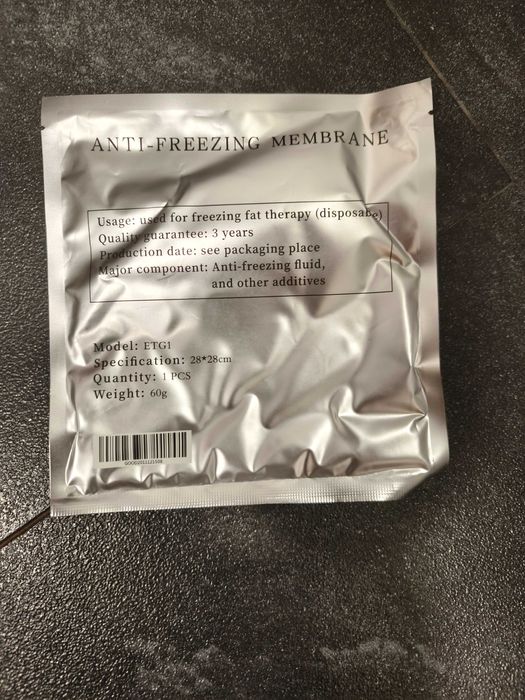 ANTI-FREEZING MEMBRANE
Usage: used for freezing fat therapy (disposable)
Quality guarantee: 3 years
Production date: see packaging place
Major component: Anti-freezing fluid,
and other additives
Model: ETG1
Specification: 28*28cm
Quantity: 1 PCS
Weight: 60g